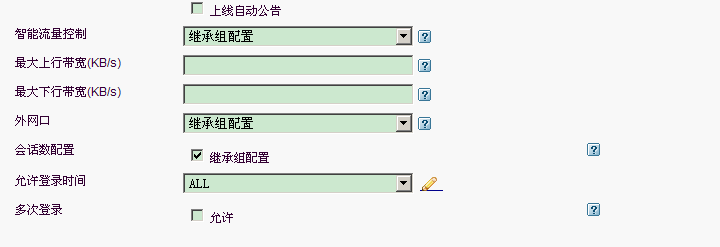 上线自动公告
智能流量控制 继承组配置
最大上行带宽(KB/s)
最大下行带宽(KB/s)
外网口 继承组配置
会话数配置 继承组配置
允许登录时间 ALL
多次登录 允许